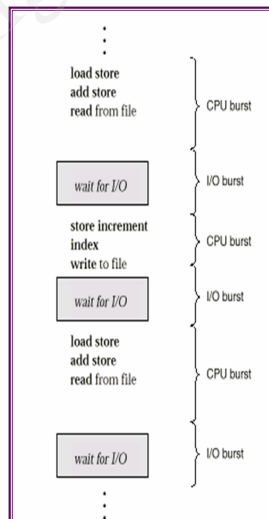 load store
add store
read from file
CPU burst
wait for I/O
I/O burst
store increment
index
write to file
CPU burst
wait for I/O
I/O burst
load store
add store
read from file
CPU burst
wait for I/O
I/O burst